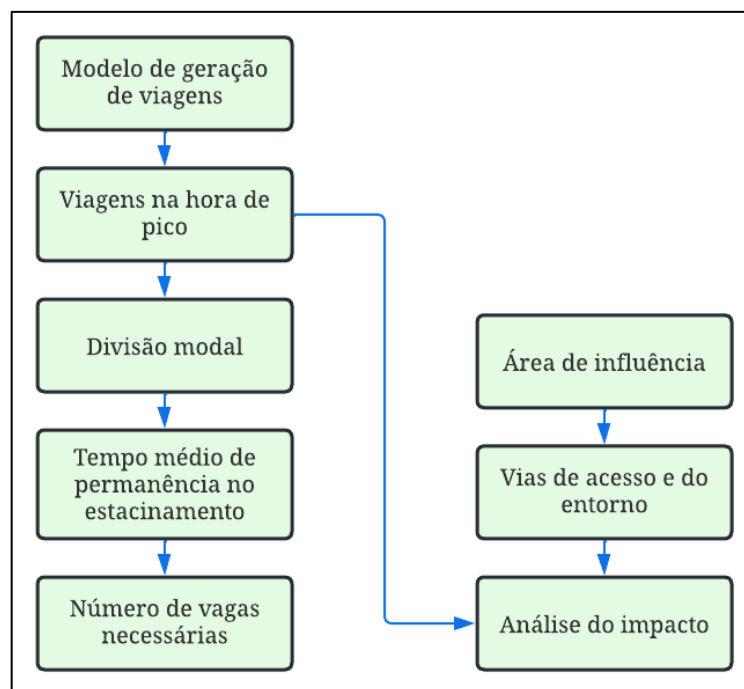 Modelo de geração
de viagens
Viagens na hora de
pico
Divisão modal
Tempo médio de
permanência no
estacinamento
Número de vagas
necessárias
Área de influência
Vias de acesso e do
entorno
Análise do impacto